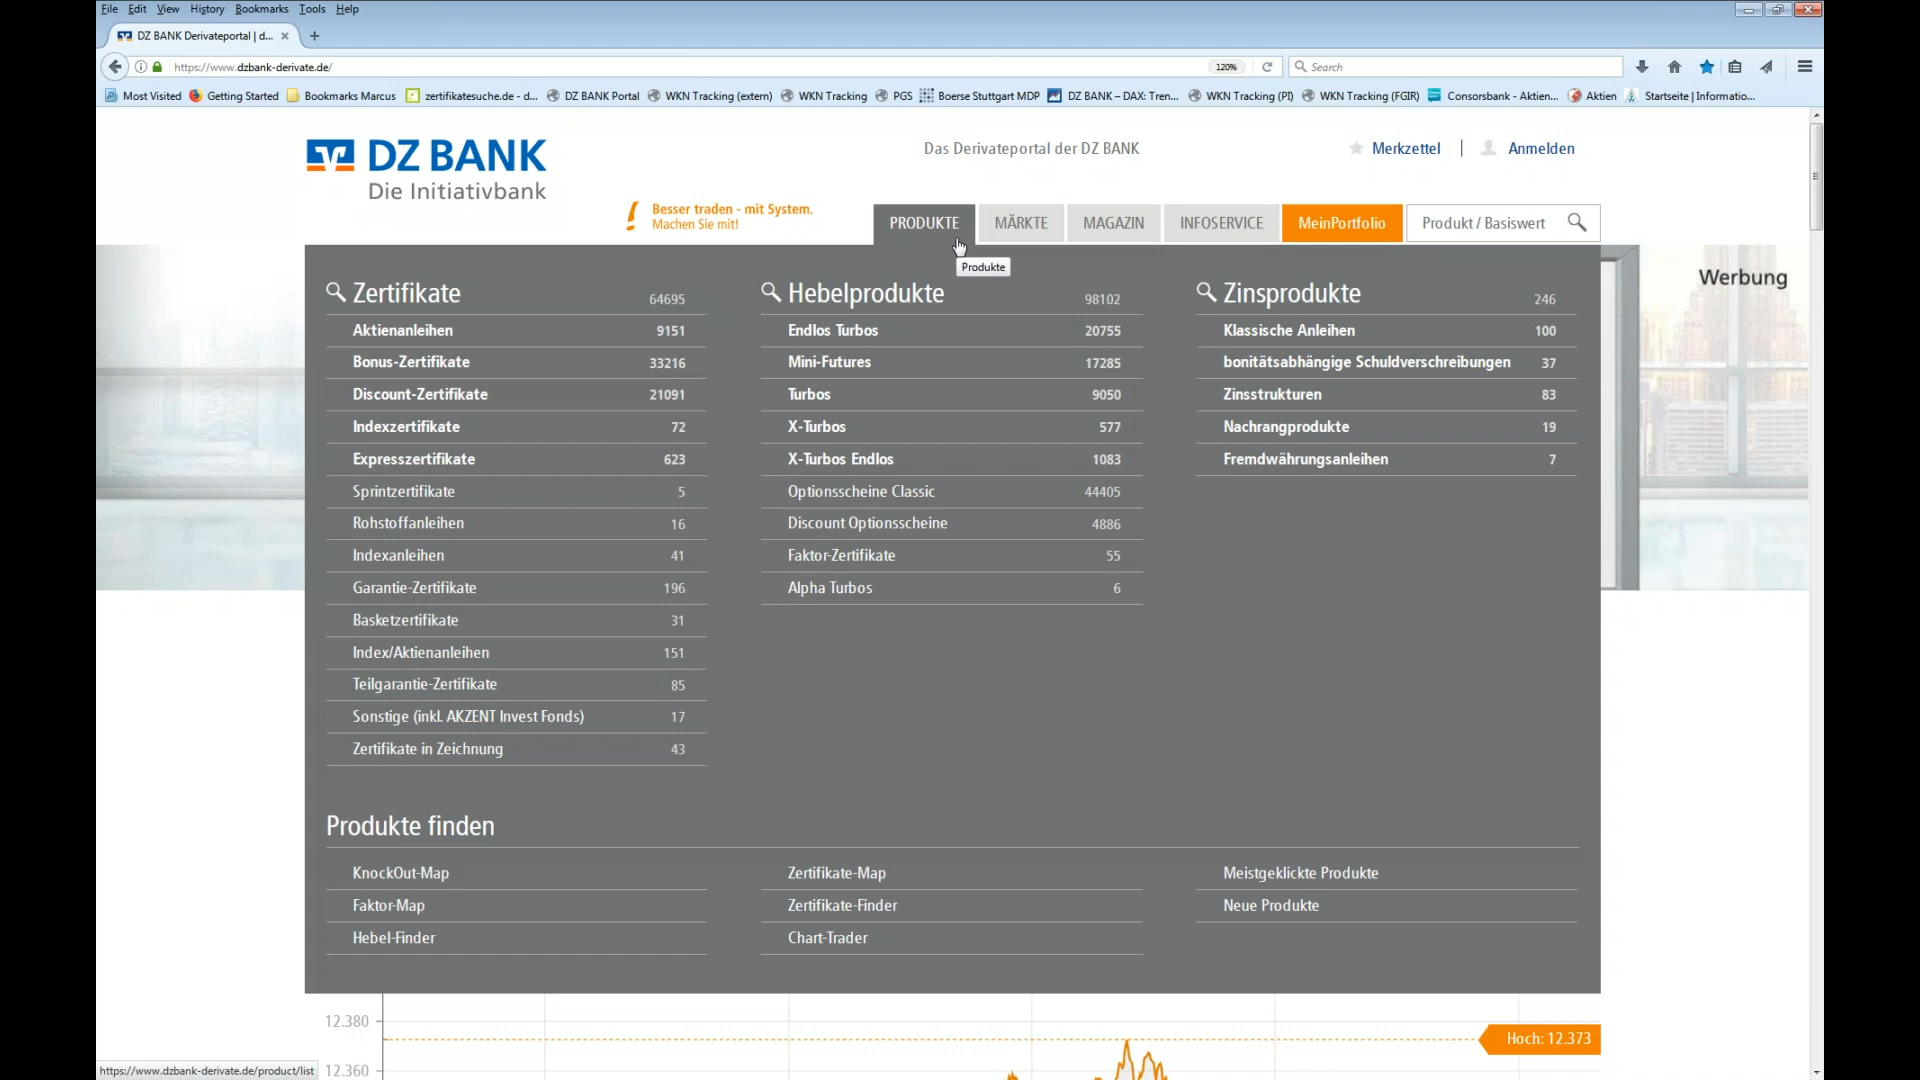 File Edit View History Bookmarks Tools Help
DZ BANK Derivateportal | d...
https://www.dzbank-derivate.de/ 120% Search
Most Visited Getting Started Bookmarks Marcus zertifikatesuche.de - d... DZ BANK Portal WKN Tracking (extern) WKN Tracking PGS Boerse Stuttgart MDP DZ BANK – DAX: Tren... WKN Tracking (PI) WKN Tracking (FGIR) Consorsbank - Aktien... Aktien Startseite | Informatio...
DZ BANK
Die Initiativbank
Das Derivateportal der DZ BANK
Merkzettel | Anmelden
Besser traden - mit System.
Machen Sie mit!
PRODUKTE MÄRKTE MAGAZIN INFOSERVICE MeinPortfolio Produkt / Basiswert
Produkte
Werbung
Zertifikate 64695
Aktienanleihen 9151
Bonus-Zertifikate 33216
Discount-Zertifikate 21091
Indexzertifikate 72
Expresszertifikate 623
Sprintzertifikate 5
Rohstoffanleihen 16
Indexanleihen 41
Garantie-Zertifikate 196
Basketzertifikate 31
Index/Aktienanleihen 151
Teilgarantie-Zertifikate 85
Sonstige (inkl. AKZENT Invest Fonds) 17
Zertifikate in Zeichnung 43
Hebelprodukte 98102
Endlos Turbos 20755
Mini-Futures 17285
Turbos 9050
X-Turbos 577
X-Turbos Endlos 1083
Optionsscheine Classic 44405
Discount Optionsscheine 4886
Faktor-Zertifikate 55
Alpha Turbos 6
Zinsprodukte 246
Klassische Anleihen 100
bonitätsabhängige Schuldverschreibungen 37
Zinsstrukturen 83
Nachrangprodukte 19
Fremdwährungsanleihen 7
Produkte finden
KnockOut-Map
Faktor-Map
Hebel-Finder
Zertifikate-Map
Zertifikate-Finder
Chart-Trader
Meistgeklickte Produkte
Neue Produkte
12.380
Hoch: 12.373
12.360
https://www.dzbank-derivate.de/product/list